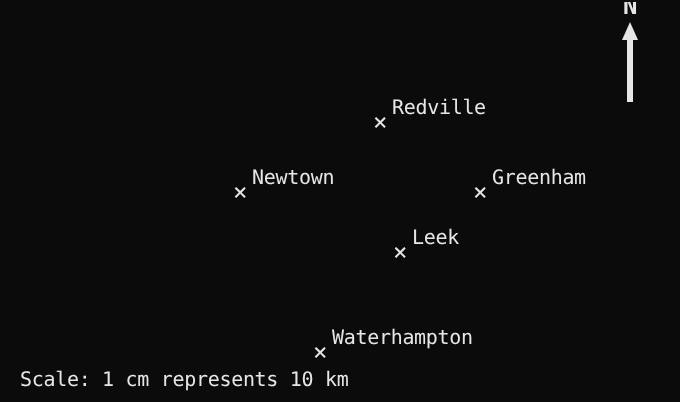 N
Redville
Newtown
Greenham
Leek
Waterhampton
Scale: 1 cm represents 10 km